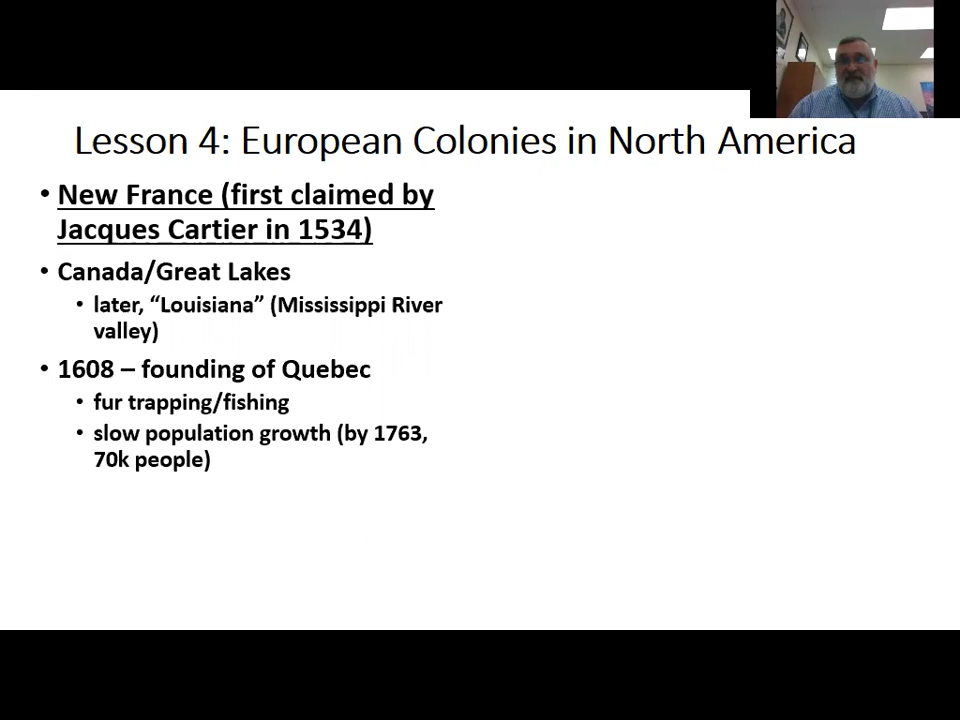 Lesson 4: European Colonies in North America
• New France (first claimed by
Jacques Cartier in 1534)
• Canada/Great Lakes
• later, “Louisiana” (Mississippi River
valley)
• 1608 – founding of Quebec
• fur trapping/fishing
• slow population growth (by 1763,
70k people)